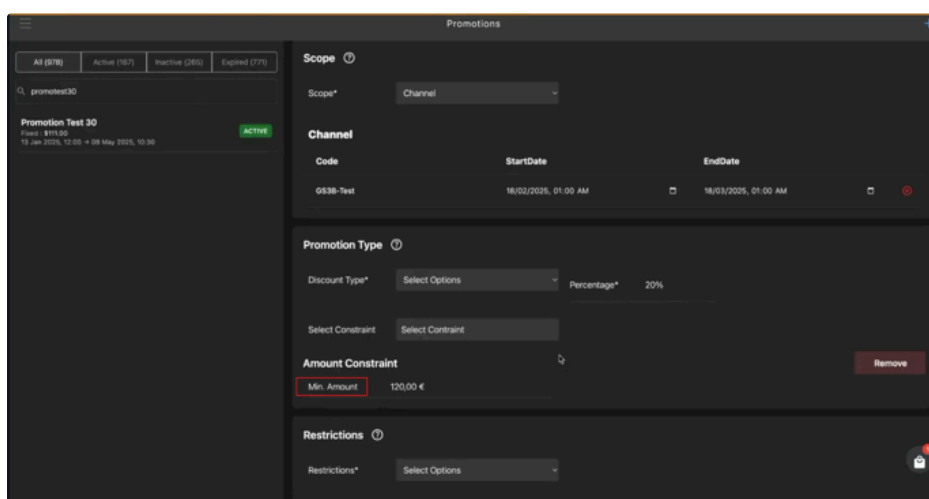 Promotions
All (978) Active (167) Inactive (265) Expired (771)
promotest30
Promotion Test 30
Fixed : $111.00
13 Jan 2025, 12:00 → 08 May 2025, 10:30
ACTIVE
Scope
Scope* Channel
Channel
Code StartDate EndDate
GS3B-Test 18/02/2025, 01:00 AM 18/03/2025, 01:00 AM
Promotion Type
Discount Type* Select Options Percentage* 20%
Select Constraint Select Contraint
Amount Constraint
Remove
Min. Amount 120,00 €
Restrictions
Restrictions* Select Options